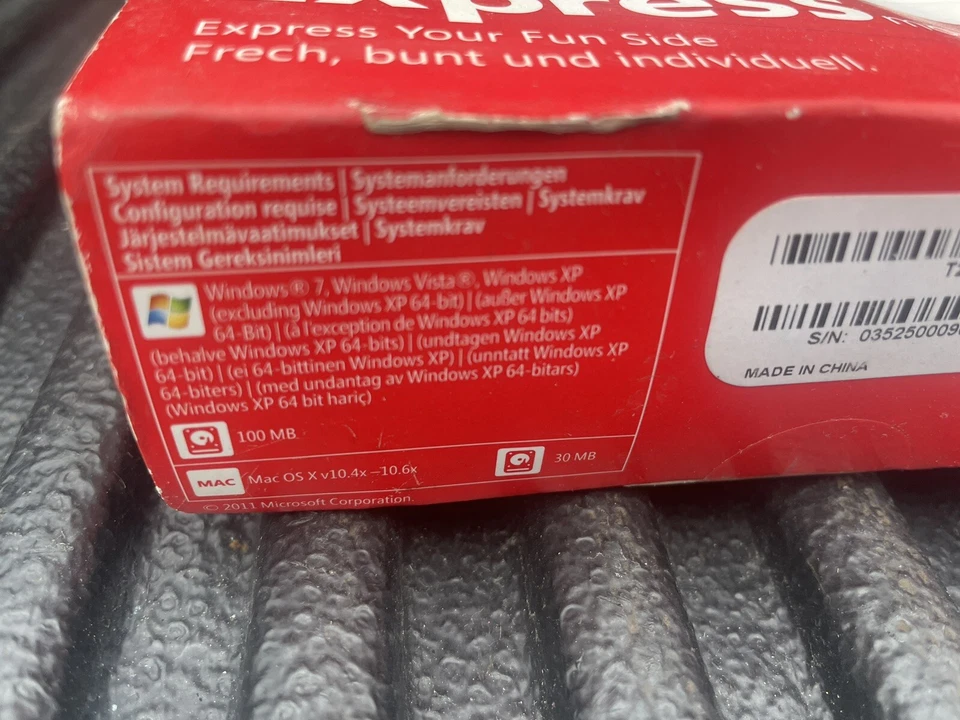 Express
Express Your Fun Side
Frech, bunt und individuell.
System Requirements | Systemanforderungen
Configuration requise | Systeemvereisten | Systemkrav
Järjestelmävaatimukset | Systemkrav
Sistem Gereksinimleri
Windows® 7, Windows Vista®, Windows XP
(excluding Windows XP 64-bit) | (außer Windows XP
64-Bit) | (à l'exception de Windows XP 64 bits)
(behalve Windows XP 64-bits) | (undtagen Windows XP
64-bit) | (ei 64-bittinen Windows XP) | (unntatt Windows XP
64-biters) | (med undantag av Windows XP 64-bitars)
(Windows XP 64 bit hariç)
100 MB
MAC Mac OS X v10.4x –10.6x 30 MB
© 2011 Microsoft Corporation.
S/N: 035250009
MADE IN CHINA